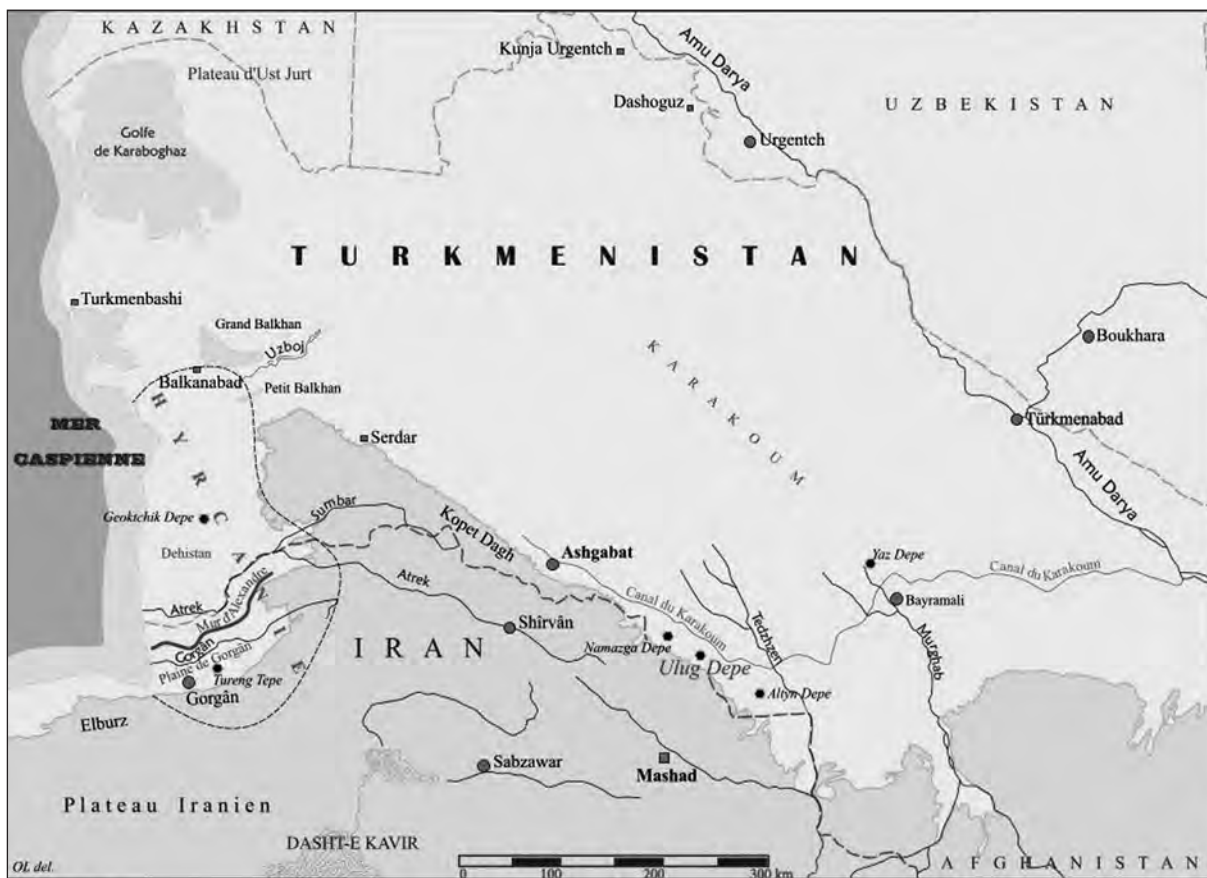 KAZAKHSTAN
Plateau d'Ust Jurt
Kunja Urgentch
Amu Darya
Dashoguz
UZBEKISTAN
Golfe
de Karaboghaz
Urgentch
TURKMENISTAN
Turkmenbashi
Grand Balkhan
Uzboj
Boukhara
KARAKOUM
Balkanabad
Petit Balkhan
HYRCANIE
MER
CASPIENNE
Serdar
Türkmenabad
Amu Darya
Geoktchik Depe
Sumbar
Kopet Dagh
Dehistan
Ashgabat
Yaz Depe
Canal du Karakoum
Atrek
Mur d'Alexandre
Atrek
Canal du Karakoum
Bayramali
Tedzhzen
Murghab
Gorgân
Plaine de Gorgân
Shîrvân
Namazga Depe
IRAN
Ulug Depe
Tureng Tepe
Gorgân
Altyn Depe
Elburz
Sabzawar
Mashad
Plateau Iranien
DASHT-E KAVIR
AFGHANISTAN
OL del.
0 100 200 300 km